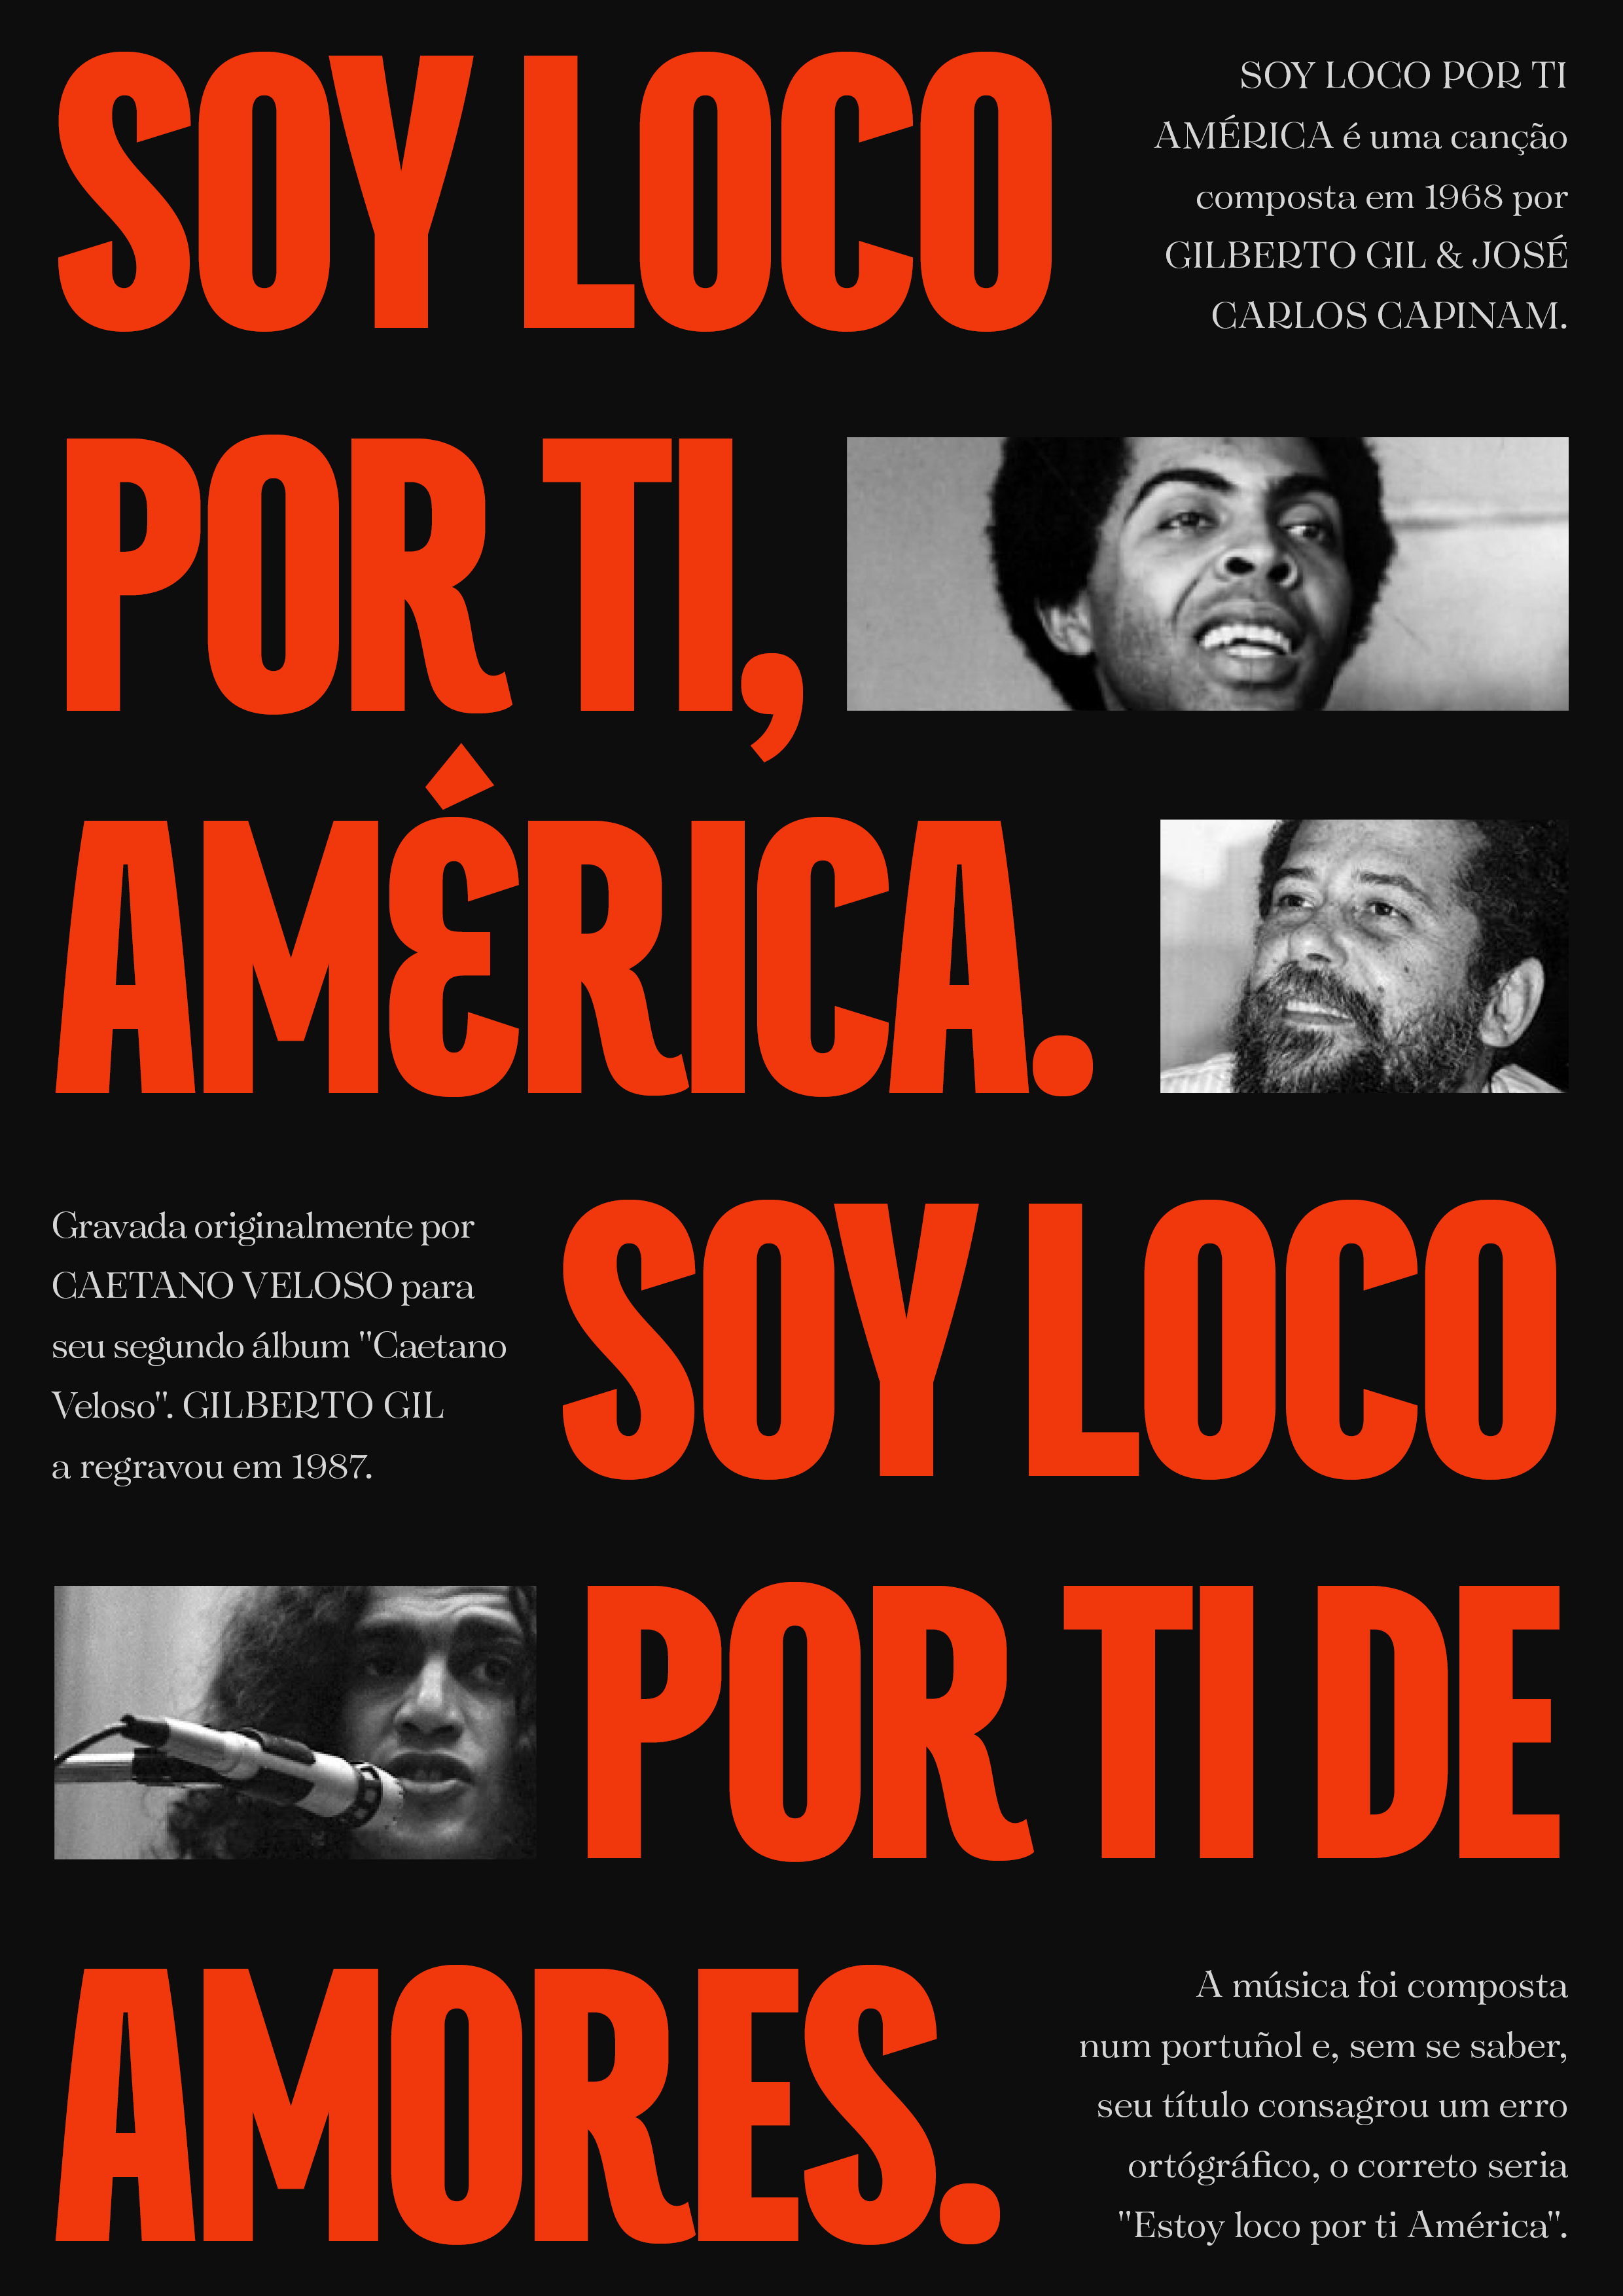 SOY LOCO
SOY LOCO POR TI
AMÉRICA é uma canção
composta em 1968 por
GILBERTO GIL & JOSÉ
CARLOS CAPINAM.
POR TI,
AMÉRICA.
Gravada originalmente por
CAETANO VELOSO para
seu segundo álbum "Caetano
Veloso". GILBERTO GIL
a regravou em 1987.
SOY LOCO
POR TI DE
AMORES.
A música foi composta
num portuñol e, sem se saber,
seu título consagrou um erro
ortógráfico, o correto seria
"Estoy loco por ti América".